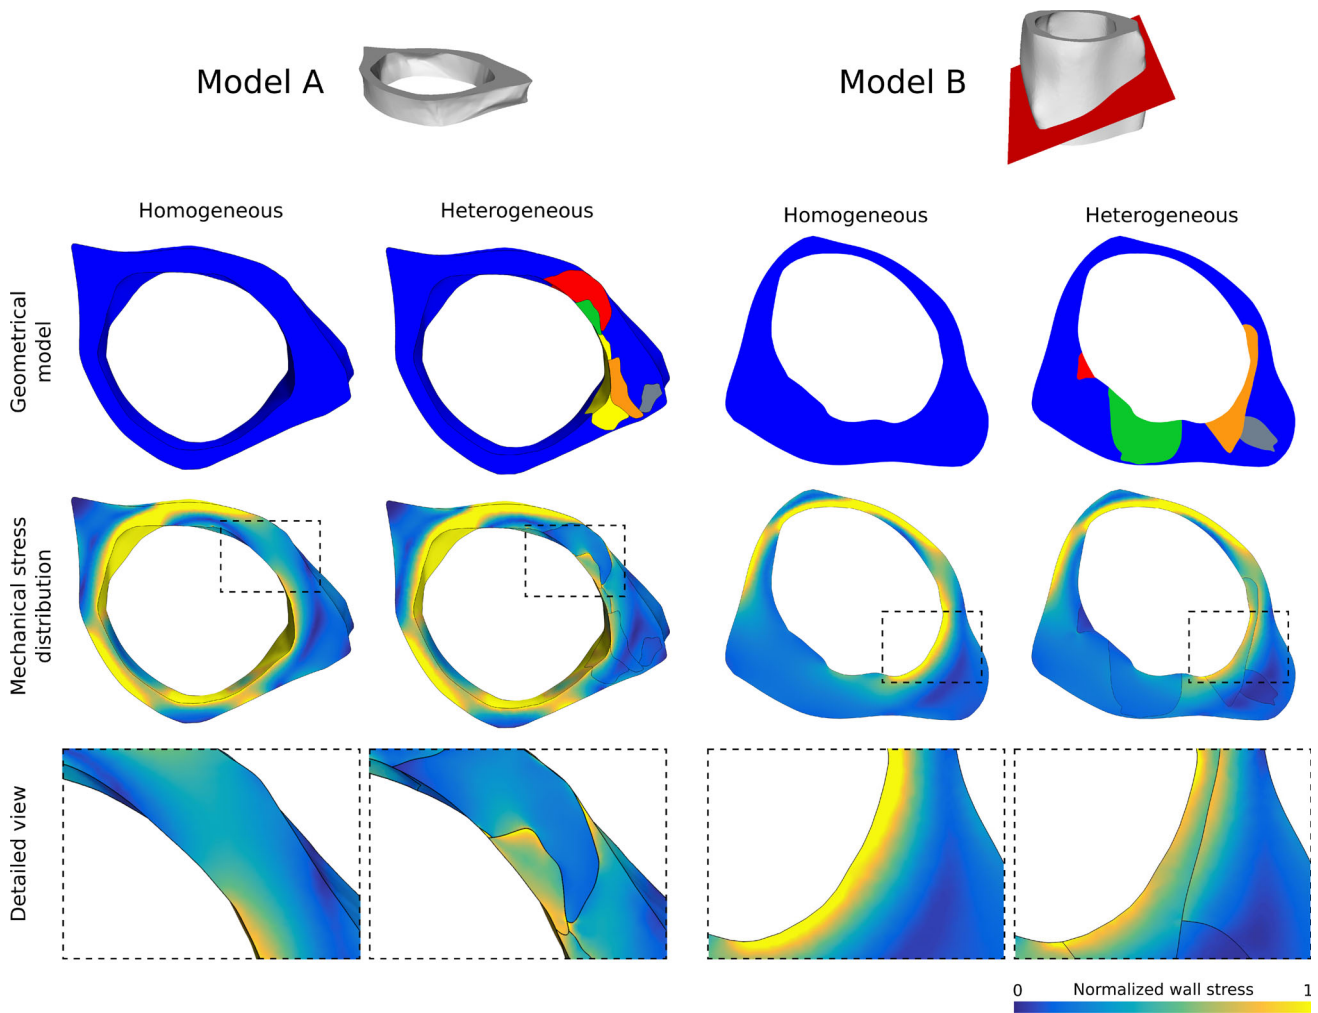 Model A
Model B
Homogeneous
Heterogeneous
Homogeneous
Heterogeneous
Geometrical
model
Mechanical stress
distribution
Detailed view
0 Normalized wall stress 1